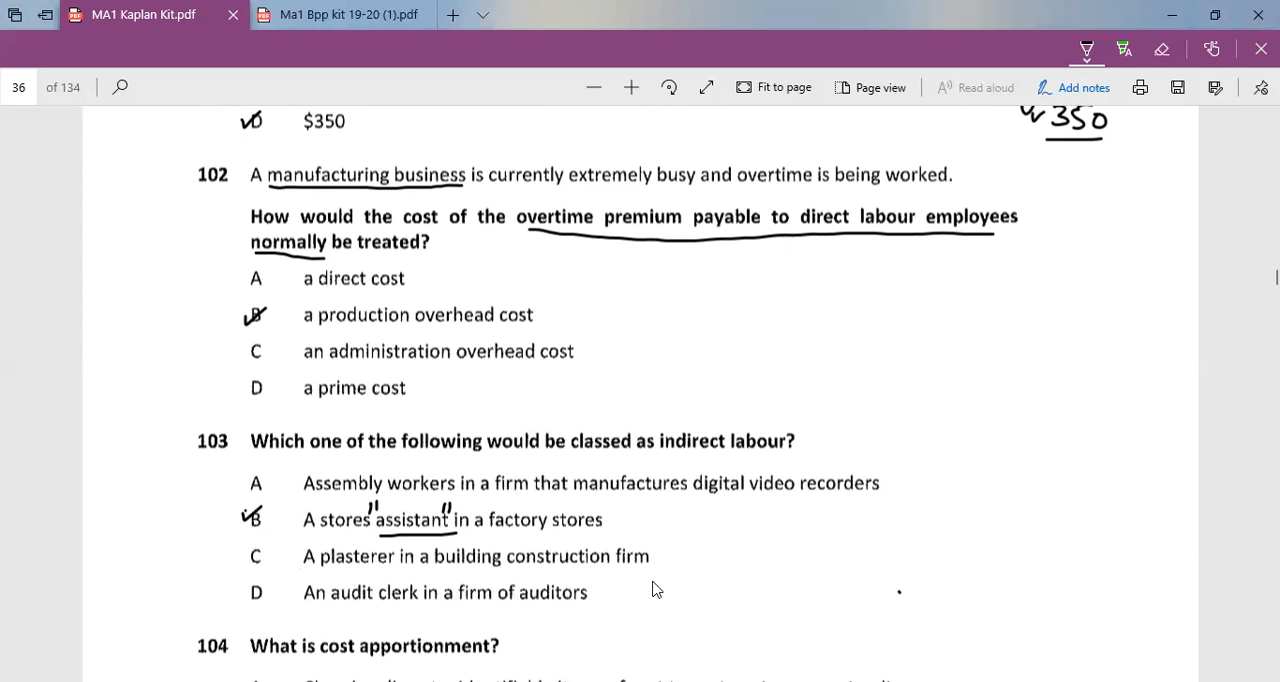 MA1 Kaplan Kit.pdf
Ma1 Bpp kit 19-20 (1).pdf
36 of 134
Fit to page
Page view
Read aloud
Add notes
$350
350
102 A manufacturing business is currently extremely busy and overtime is being worked.
How would the cost of the overtime premium payable to direct labour employees
normally be treated?
A a direct cost
B a production overhead cost
C an administration overhead cost
D a prime cost
103 Which one of the following would be classed as indirect labour?
A Assembly workers in a firm that manufactures digital video recorders
B A stores "assistant" in a factory stores
C A plasterer in a building construction firm
D An audit clerk in a firm of auditors
104 What is cost apportionment?